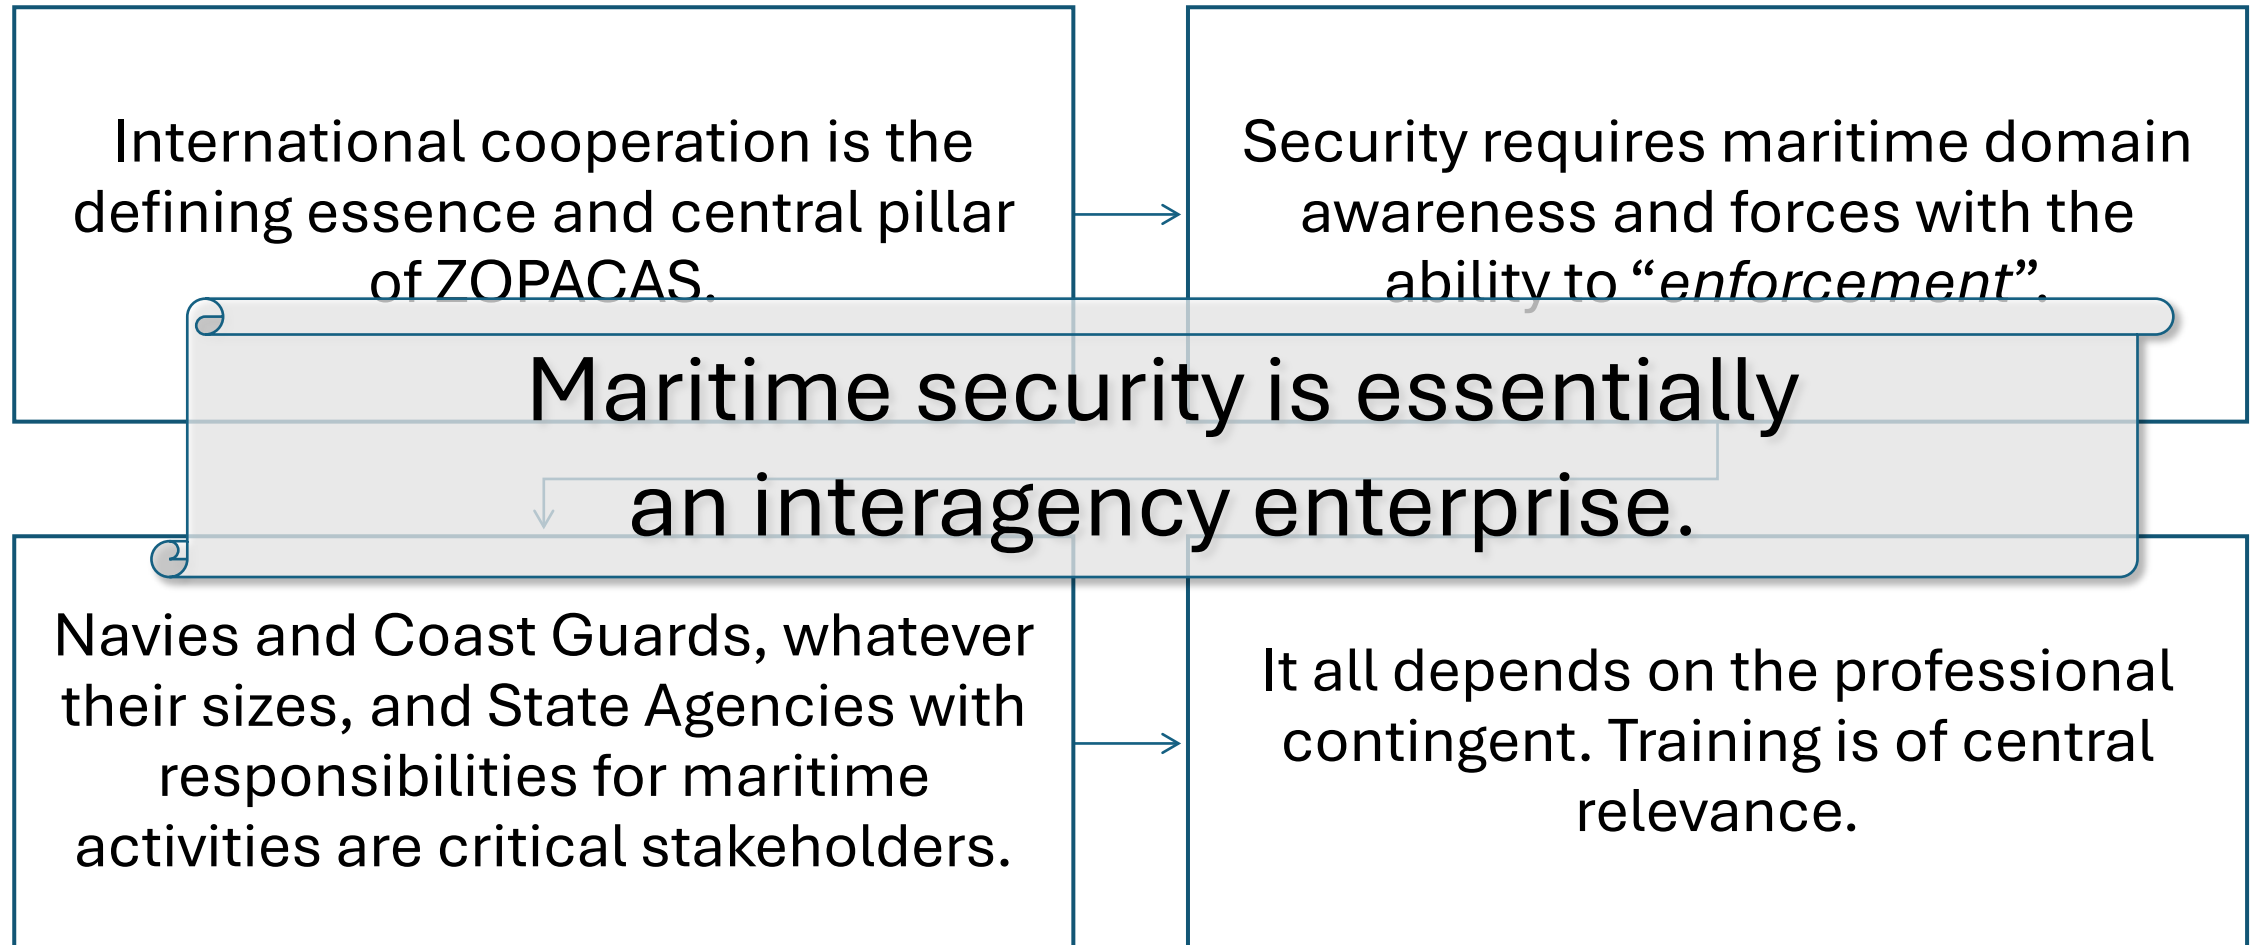 International cooperation is the
defining essence and central pillar
of ZOPACAS.
Security requires maritime domain
awareness and forces with the
ability to “enforcement”.
Maritime security is essentially
an interagency enterprise.
Navies and Coast Guards, whatever
their sizes, and State Agencies with
responsibilities for maritime
activities are critical stakeholders.
It all depends on the professional
contingent. Training is of central
relevance.